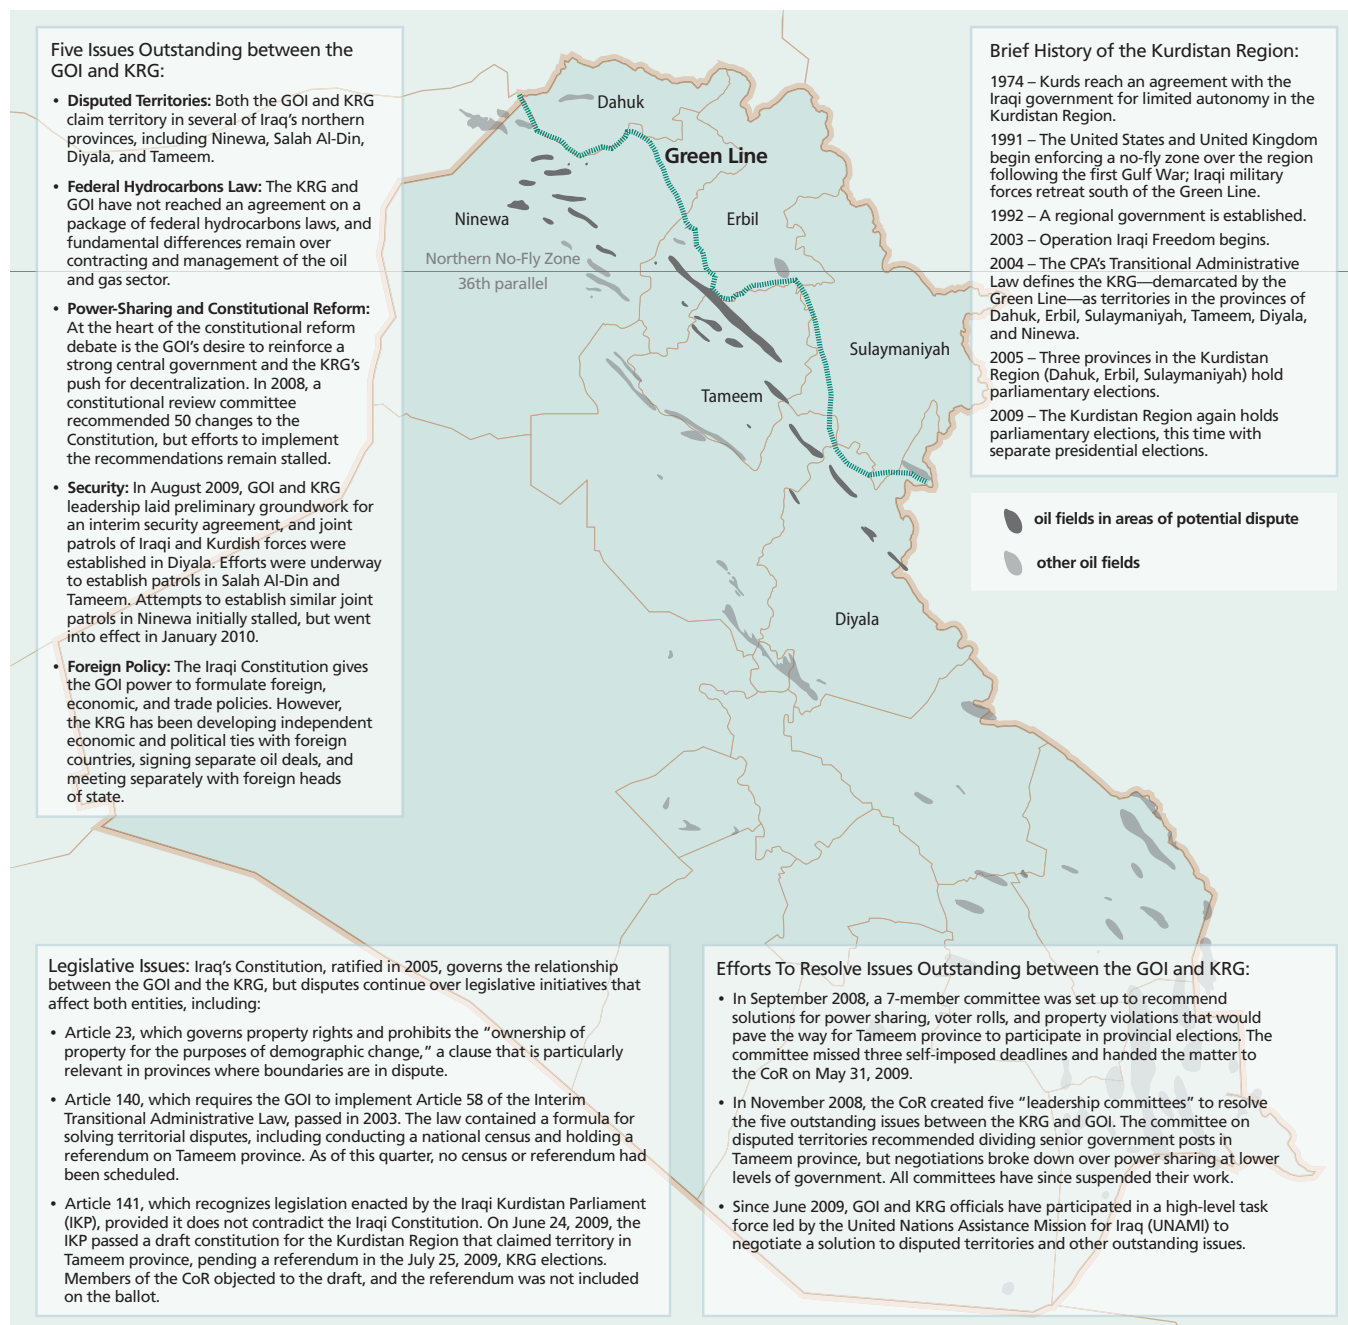 Five Issues Outstanding between the
GOI and KRG:
• Disputed Territories: Both the GOI and KRG
claim territory in several of Iraq’s northern
provinces, including Ninewa, Salah Al-Din,
Diyala, and Tameem.
• Federal Hydrocarbons Law: The KRG and
GOI have not reached an agreement on a
package of federal hydrocarbons laws, and
fundamental differences remain over
contracting and management of the oil
and gas sector.
• Power-Sharing and Constitutional Reform:
At the heart of the constitutional reform
debate is the GOI’s desire to reinforce a
strong central government and the KRG’s
push for decentralization. In 2008, a
constitutional review committee
recommended 50 changes to the
Constitution, but efforts to implement
the recommendations remain stalled.
• Security: In August 2009, GOI and KRG
leadership laid preliminary groundwork for
an interim security agreement, and joint
patrols of Iraqi and Kurdish forces were
established in Diyala. Efforts were underway
to establish patrols in Salah Al-Din and
Tameem. Attempts to establish similar joint
patrols in Ninewa initially stalled, but went
into effect in January 2010.
• Foreign Policy: The Iraqi Constitution gives
the GOI power to formulate foreign,
economic, and trade policies. However,
the KRG has been developing independent
economic and political ties with foreign
countries, signing separate oil deals, and
meeting separately with foreign heads
of state.
Dahuk
Green Line
Ninewa
Erbil
Northern No-Fly Zone
36th parallel
Sulaymaniyah
Tameem
Diyala
Brief History of the Kurdistan Region:
1974 – Kurds reach an agreement with the
Iraqi government for limited autonomy in the
Kurdistan Region.
1991 – The United States and United Kingdom
begin enforcing a no-fly zone over the region
following the first Gulf War; Iraqi military
forces retreat south of the Green Line.
1992 – A regional government is established.
2003 – Operation Iraqi Freedom begins.
2004 – The CPA’s Transitional Administrative
Law defines the KRG—demarcated by the
Green Line—as territories in the provinces of
Dahuk, Erbil, Sulaymaniyah, Tameem, Diyala,
and Ninewa.
2005 – Three provinces in the Kurdistan
Region (Dahuk, Erbil, Sulaymaniyah) hold
parliamentary elections.
2009 – The Kurdistan Region again holds
parliamentary elections, this time with
separate presidential elections.
oil fields in areas of potential dispute
other oil fields
Legislative Issues: Iraq’s Constitution, ratified in 2005, governs the relationship
between the GOI and the KRG, but disputes continue over legislative initiatives that
affect both entities, including:
• Article 23, which governs property rights and prohibits the “ownership of
property for the purposes of demographic change,” a clause that is particularly
relevant in provinces where boundaries are in dispute.
• Article 140, which requires the GOI to implement Article 58 of the Interim
Transitional Administrative Law, passed in 2003. The law contained a formula for
solving territorial disputes, including conducting a national census and holding a
referendum on Tameem province. As of this quarter, no census or referendum had
been scheduled.
• Article 141, which recognizes legislation enacted by the Iraqi Kurdistan Parliament
(IKP), provided it does not contradict the Iraqi Constitution. On June 24, 2009, the
IKP passed a draft constitution for the Kurdistan Region that claimed territory in
Tameem province, pending a referendum in the July 25, 2009, KRG elections.
Members of the CoR objected to the draft, and the referendum was not included
on the ballot.
Efforts To Resolve Issues Outstanding between the GOI and KRG:
• In September 2008, a 7-member committee was set up to recommend
solutions for power sharing, voter rolls, and property violations that would
pave the way for Tameem province to participate in provincial elections. The
committee missed three self-imposed deadlines and handed the matter to
the CoR on May 31, 2009.
• In November 2008, the CoR created five “leadership committees” to resolve
the five outstanding issues between the KRG and GOI. The committee on
disputed territories recommended dividing senior government posts in
Tameem province, but negotiations broke down over power sharing at lower
levels of government. All committees have since suspended their work.
• Since June 2009, GOI and KRG officials have participated in a high-level task
force led by the United Nations Assistance Mission for Iraq (UNAMI) to
negotiate a solution to disputed territories and other outstanding issues.